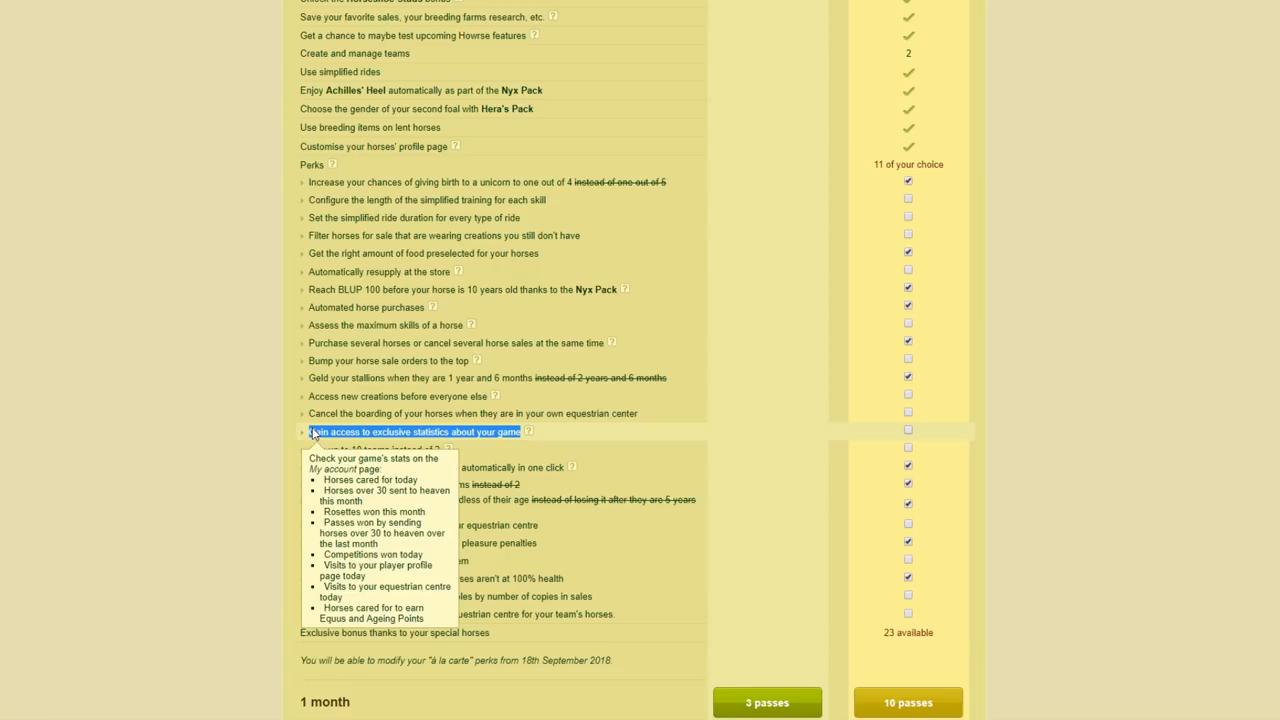 Save your favorite sales, your breeding farms research, etc. ?
Get a chance to maybe test upcoming Howrse features ?
Create and manage teams 2
Use simplified rides
Enjoy Achilles' Heel automatically as part of the Nyx Pack
Choose the gender of your second foal with Hera's Pack
Use breeding items on lent horses
Customise your horses' profile page ?
Perks ? 11 of your choice
Increase your chances of giving birth to a unicorn to one out of 4 instead of one out of 5
Configure the length of the simplified training for each skill
Set the simplified ride duration for every type of ride
Filter horses for sale that are wearing creations you still don't have
Get the right amount of food preselected for your horses
Automatically resupply at the store ?
Reach BLUP 100 before your horse is 10 years old thanks to the Nyx Pack ?
Automated horse purchases ?
Assess the maximum skills of a horse ?
Purchase several horses or cancel several horse sales at the same time ?
Bump your horse sale orders to the top ?
Geld your stallions when they are 1 year and 6 months instead of 2 years and 6 months
Access new creations before everyone else ?
Cancel the boarding of your horses when they are in your own equestrian center
Gain access to exclusive statistics about your game ?
up to 10 teams instead of 2 ?
automatically in one click ?
ms instead of 2
dless of their age instead of losing it after they are 5 years
ur equestrian centre
pleasure penalties
em
ses aren't at 100% health
les by number of copies in sales
uestrian centre for your team's horses.
Check your game's stats on the
My account page:
Horses cared for today
Horses over 30 sent to heaven
this month
Rosettes won this month
Passes won by sending
horses over 30 to heaven over
the last month
Competitions won today
Visits to your player profile
page today
Visits to your equestrian centre
today
Horses cared for to earn
Equus and Ageing Points
Exclusive bonus thanks to your special horses 23 available
You will be able to modify your "à la carte" perks from 18th September 2018.
1 month 3 passes 10 passes